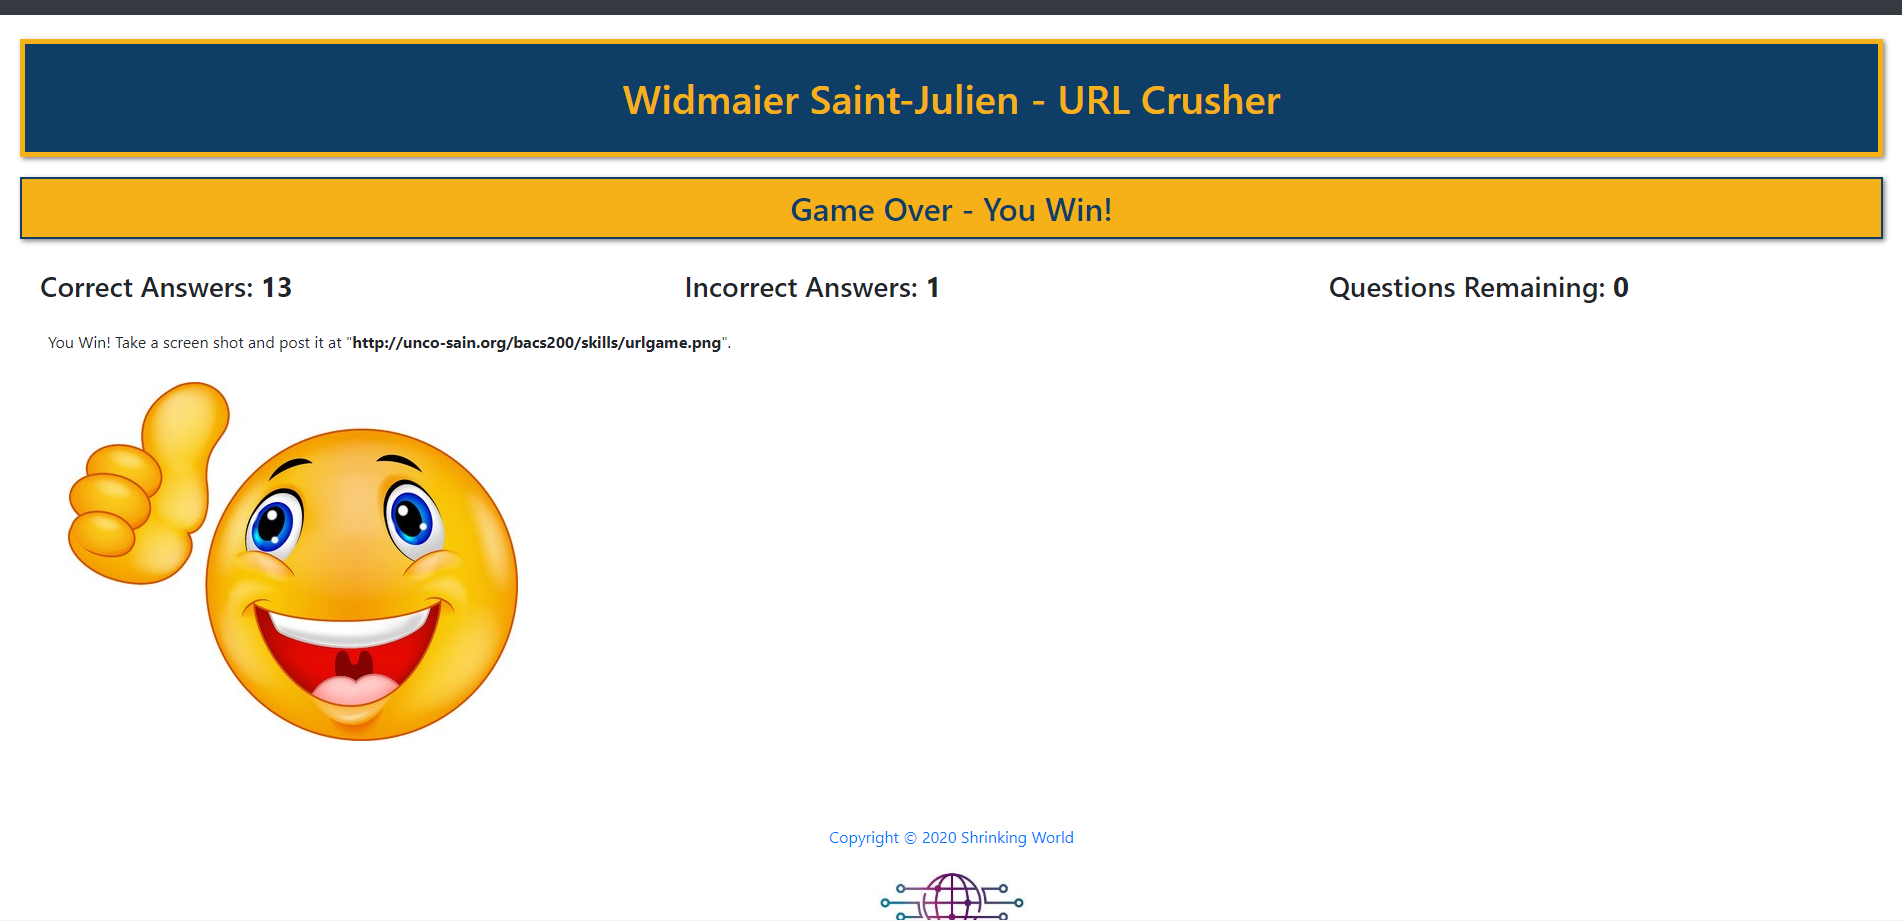 Widmaier Saint-Julien - URL Crusher
Game Over - You Win!
Correct Answers: 13
Incorrect Answers: 1
Questions Remaining: 0
You Win! Take a screen shot and post it at "http://unco-sain.org/bacs200/skills/urlgame.png".
Copyright © 2020 Shrinking World